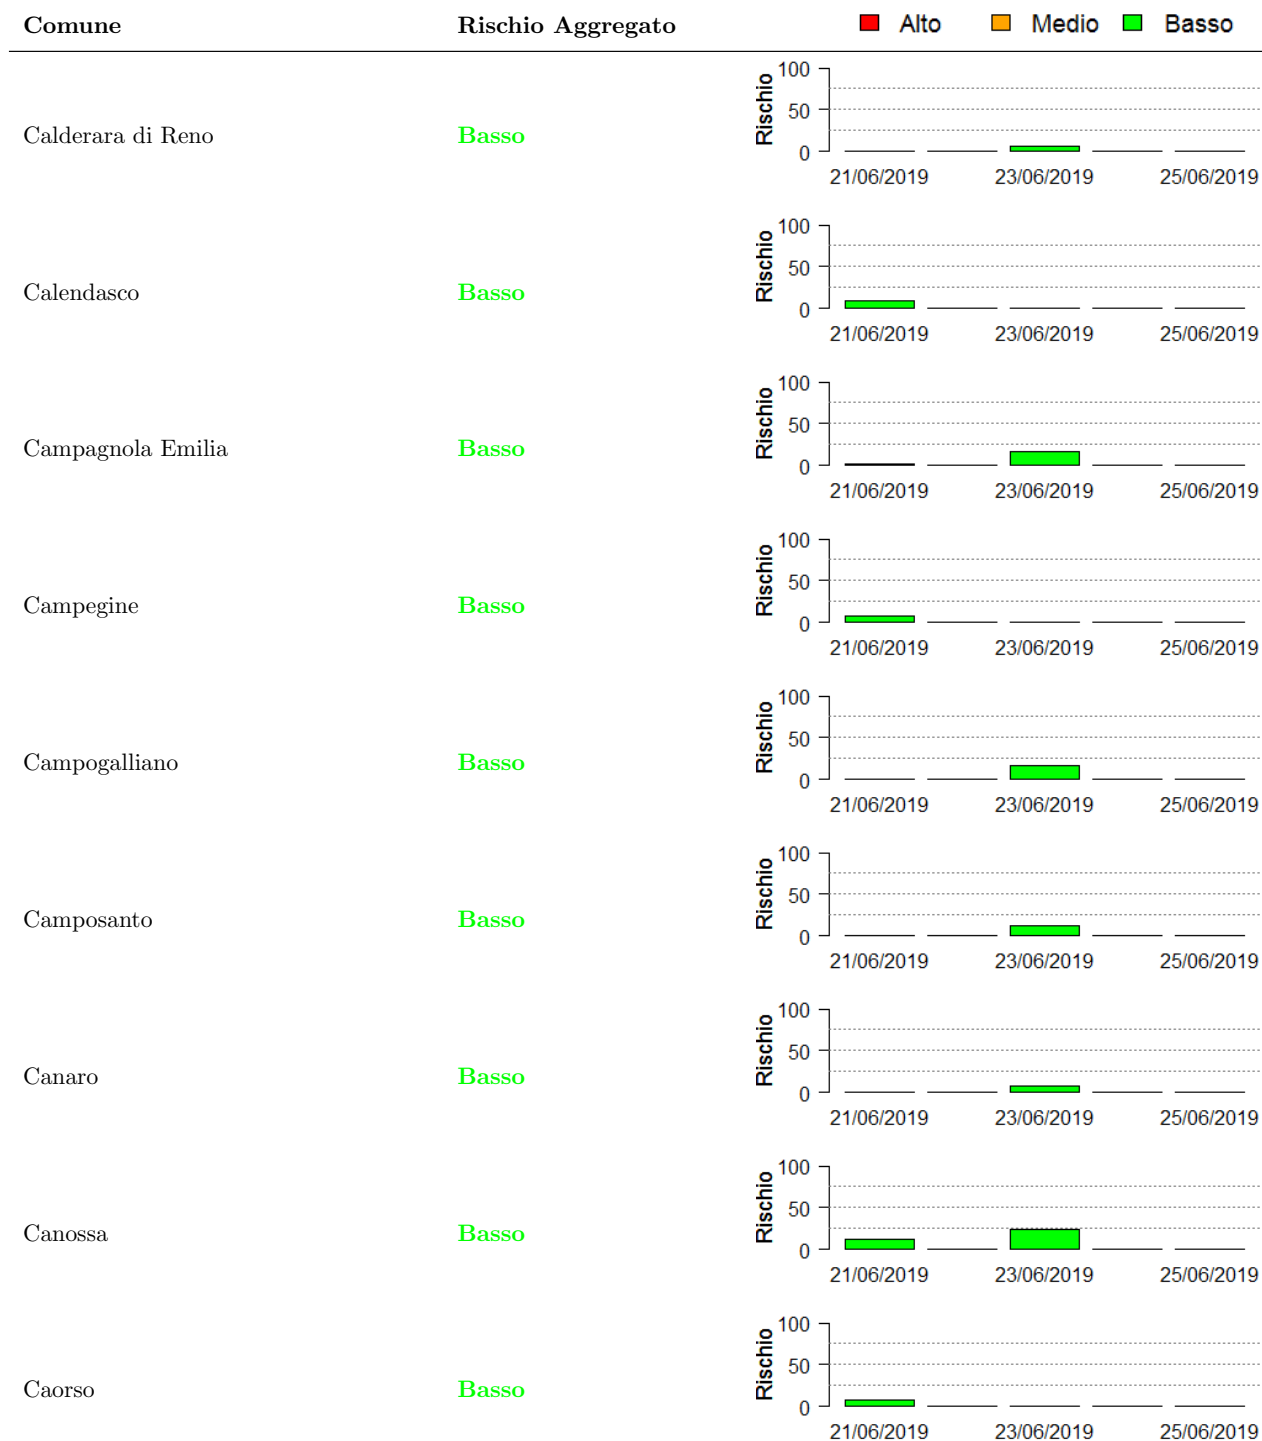 Comune Rischio Aggregato Alto Medio Basso
100
50
0
Rischio
Calderara di Reno Basso
21/06/2019 23/06/2019 25/06/2019
100
50
0
Rischio
Calendasco Basso
21/06/2019 23/06/2019 25/06/2019
100
50
0
Rischio
Campagnola Emilia Basso
21/06/2019 23/06/2019 25/06/2019
100
50
0
Rischio
Campegine Basso
21/06/2019 23/06/2019 25/06/2019
100
50
0
Rischio
Campogalliano Basso
21/06/2019 23/06/2019 25/06/2019
100
50
0
Rischio
Camposanto Basso
21/06/2019 23/06/2019 25/06/2019
100
50
0
Rischio
Canaro Basso
21/06/2019 23/06/2019 25/06/2019
100
50
0
Rischio
Canossa Basso
21/06/2019 23/06/2019 25/06/2019
100
50
0
Rischio
Caorso Basso
21/06/2019 23/06/2019 25/06/2019